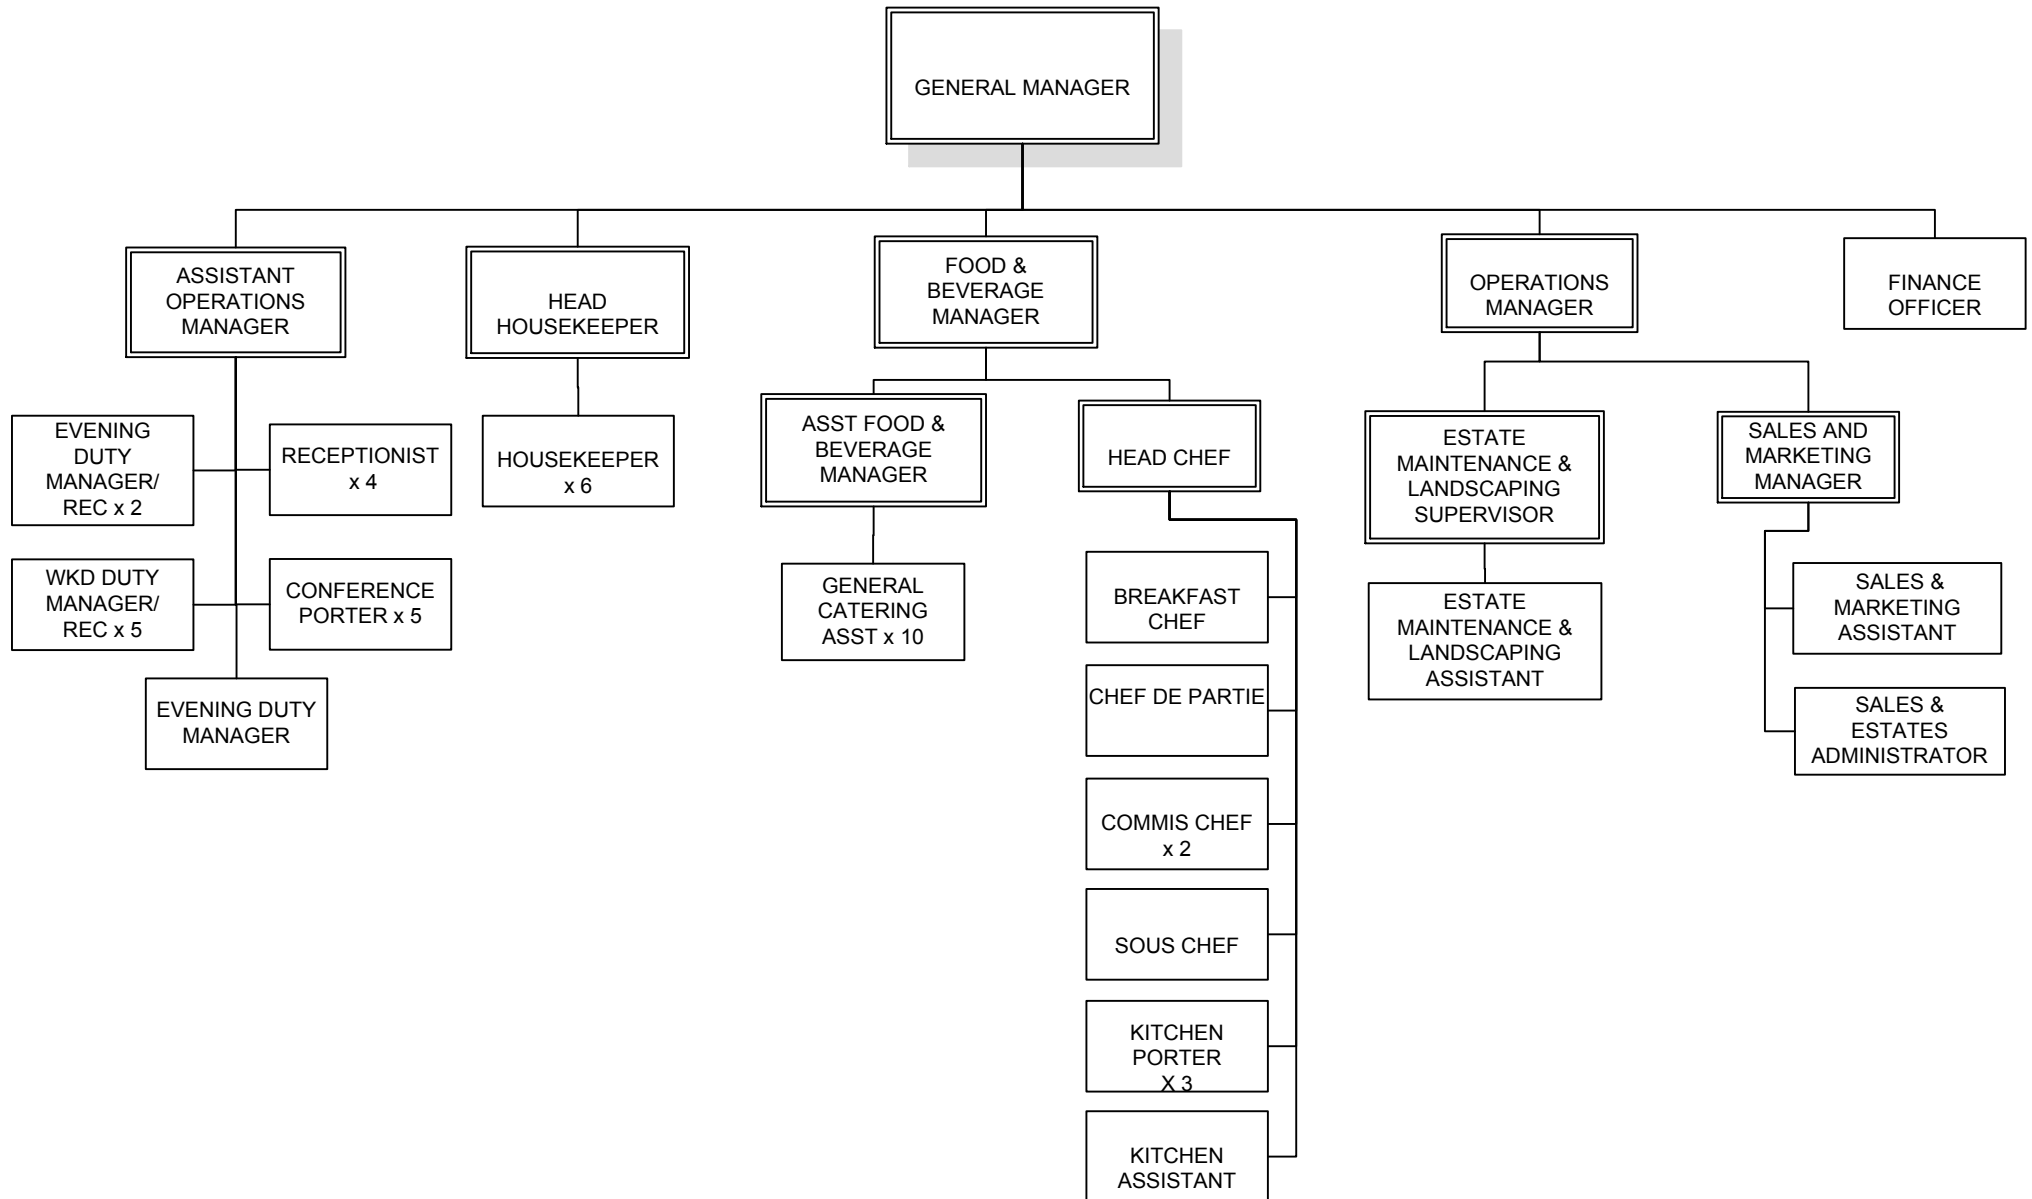 GENERAL MANAGER
ASSISTANT
OPERATIONS
MANAGER
HEAD
HOUSEKEEPER
FOOD &
BEVERAGE
MANAGER
OPERATIONS
MANAGER
FINANCE
OFFICER
EVENING
DUTY
MANAGER/
REC x 2
RECEPTIONIST
x 4
WKD DUTY
MANAGER/
REC x 5
CONFERENCE
PORTER x 5
EVENING DUTY
MANAGER
HOUSEKEEPER
x 6
ASST FOOD &
BEVERAGE
MANAGER
GENERAL
CATERING
ASST x 10
HEAD CHEF
BREAKFAST
CHEF
CHEF DE PARTIE
COMMIS CHEF
x 2
SOUS CHEF
KITCHEN
PORTER
X 3
KITCHEN
ASSISTANT
ESTATE
MAINTENANCE &
LANDSCAPING
SUPERVISOR
ESTATE
MAINTENANCE &
LANDSCAPING
ASSISTANT
SALES AND
MARKETING
MANAGER
SALES &
MARKETING
ASSISTANT
SALES &
ESTATES
ADMINISTRATOR